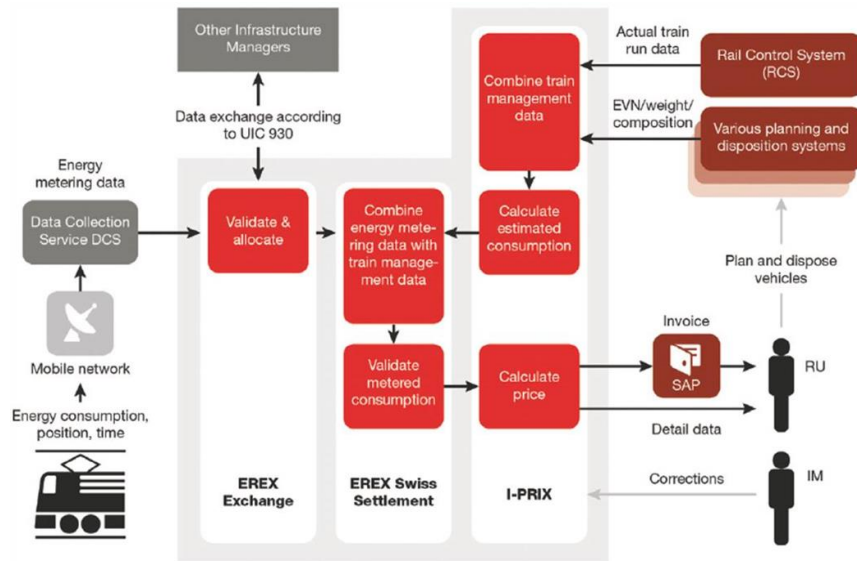 Other Infrastructure
Managers
Data exchange according
to UIC 930
Energy
metering data
Data Collection
Service DCS
Mobile network
Energy consumption,
position, time
Validate &
allocate
EREX
Exchange
Combine
energy mete-
ring data with
train manage-
ment data
Validate
metered
consumption
EREX Swiss
Settlement
Combine train
management
data
Calculate
estimated
consumption
Calculate
price
I-PRIX
Actual train
run data
Rail Control System
(RCS)
EVN/weight/
composition
Various planning and
disposition systems
Plan and dispose
vehicles
Invoice
SAP
RU
Detail data
IM
Corrections